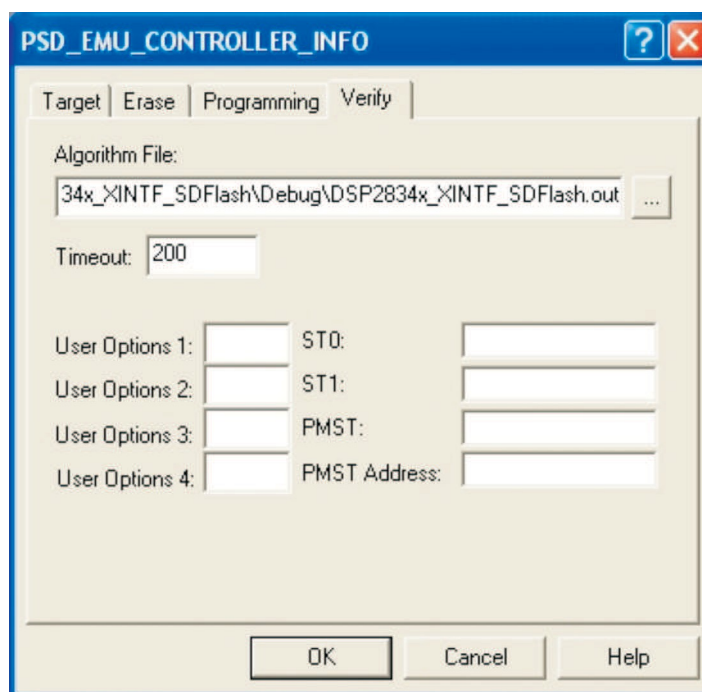 PSD_EMU_CONTROLLER_INFO
Target Erase Programming Verify
Algorithm File:
34x_XINTF_SDFlash\Debug\DSP2834x_XINTF_SDFlash.out ...
Timeout: 200
User Options 1: ST0:
User Options 2: ST1:
User Options 3: PMST:
User Options 4: PMST Address:
OK Cancel Help